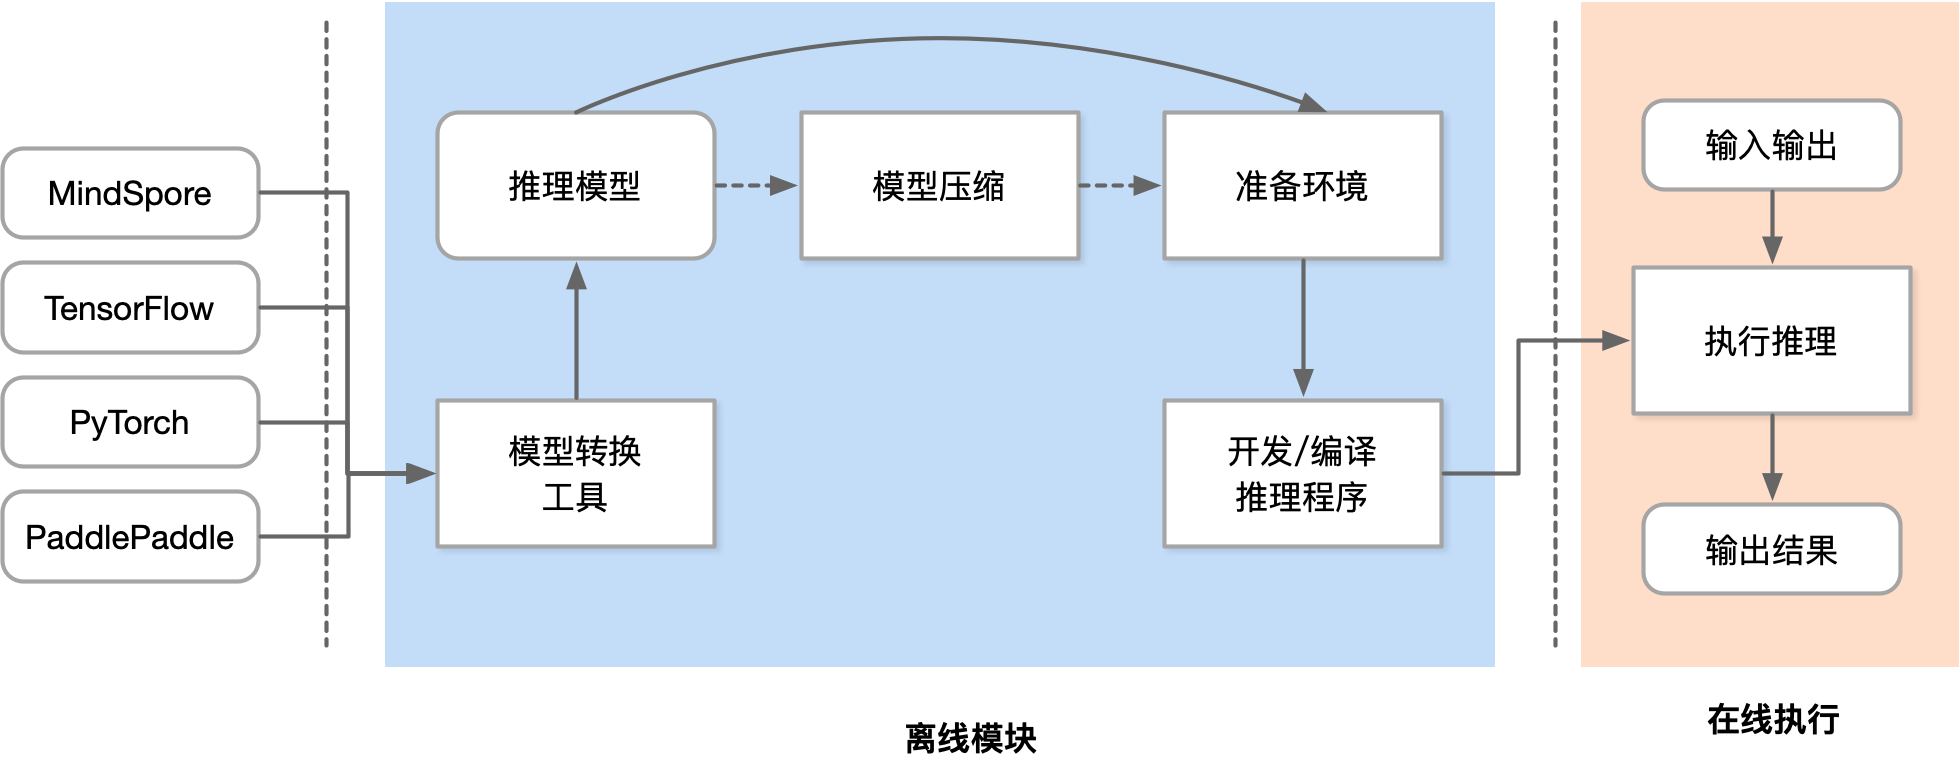 MindSpore
TensorFlow
PyTorch
PaddlePaddle
推理模型
模型压缩
准备环境
模型转换
工具
开发/编译
推理程序
离线模块
输入输出
执行推理
输出结果
在线执行